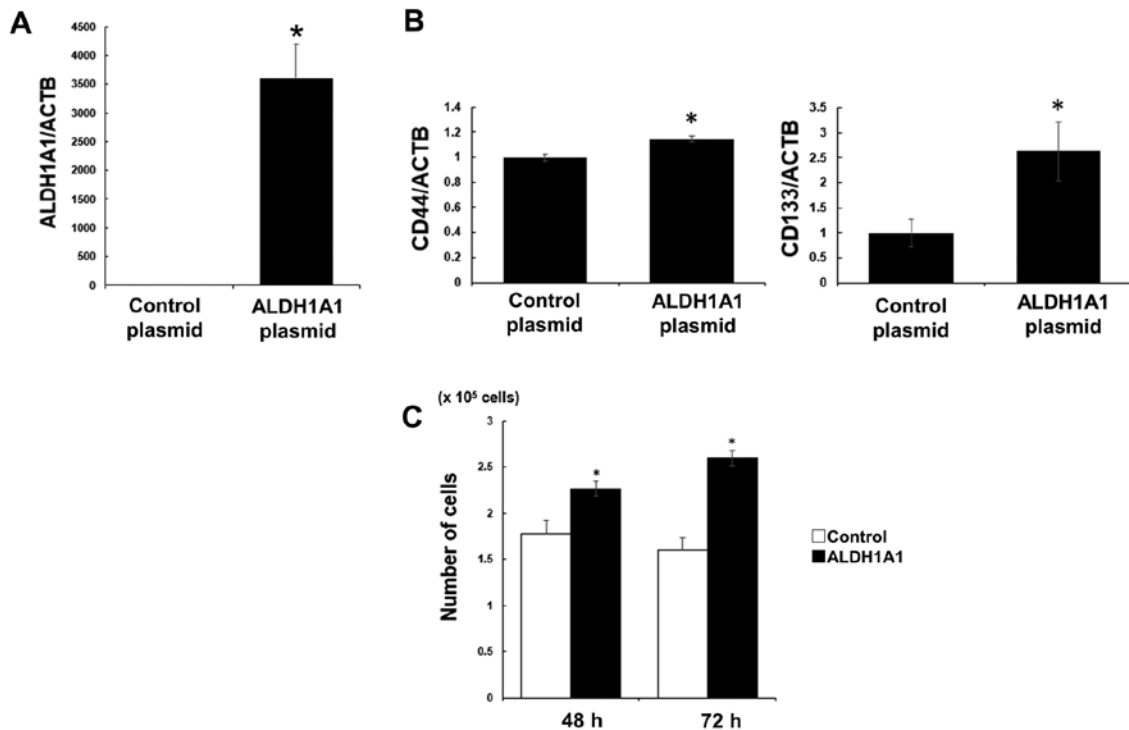 A
ALDH1A1/ACTB
4500
4000
3500
3000
2500
2000
1500
1000
500
0
*
Control
plasmid
ALDH1A1
plasmid
B
CD44/ACTB
1.4
1.2
1
0.8
0.6
0.4
0.2
0
*
Control
plasmid
ALDH1A1
plasmid
CD133/ACTB
3.5
3
2.5
2
1.5
1
0.5
0
*
Control
plasmid
ALDH1A1
plasmid
C
(x 10⁵ cells)
Number of cells
3
2.5
2
1.5
1
0.5
0
*
*
48 h
72 h
Control
ALDH1A1